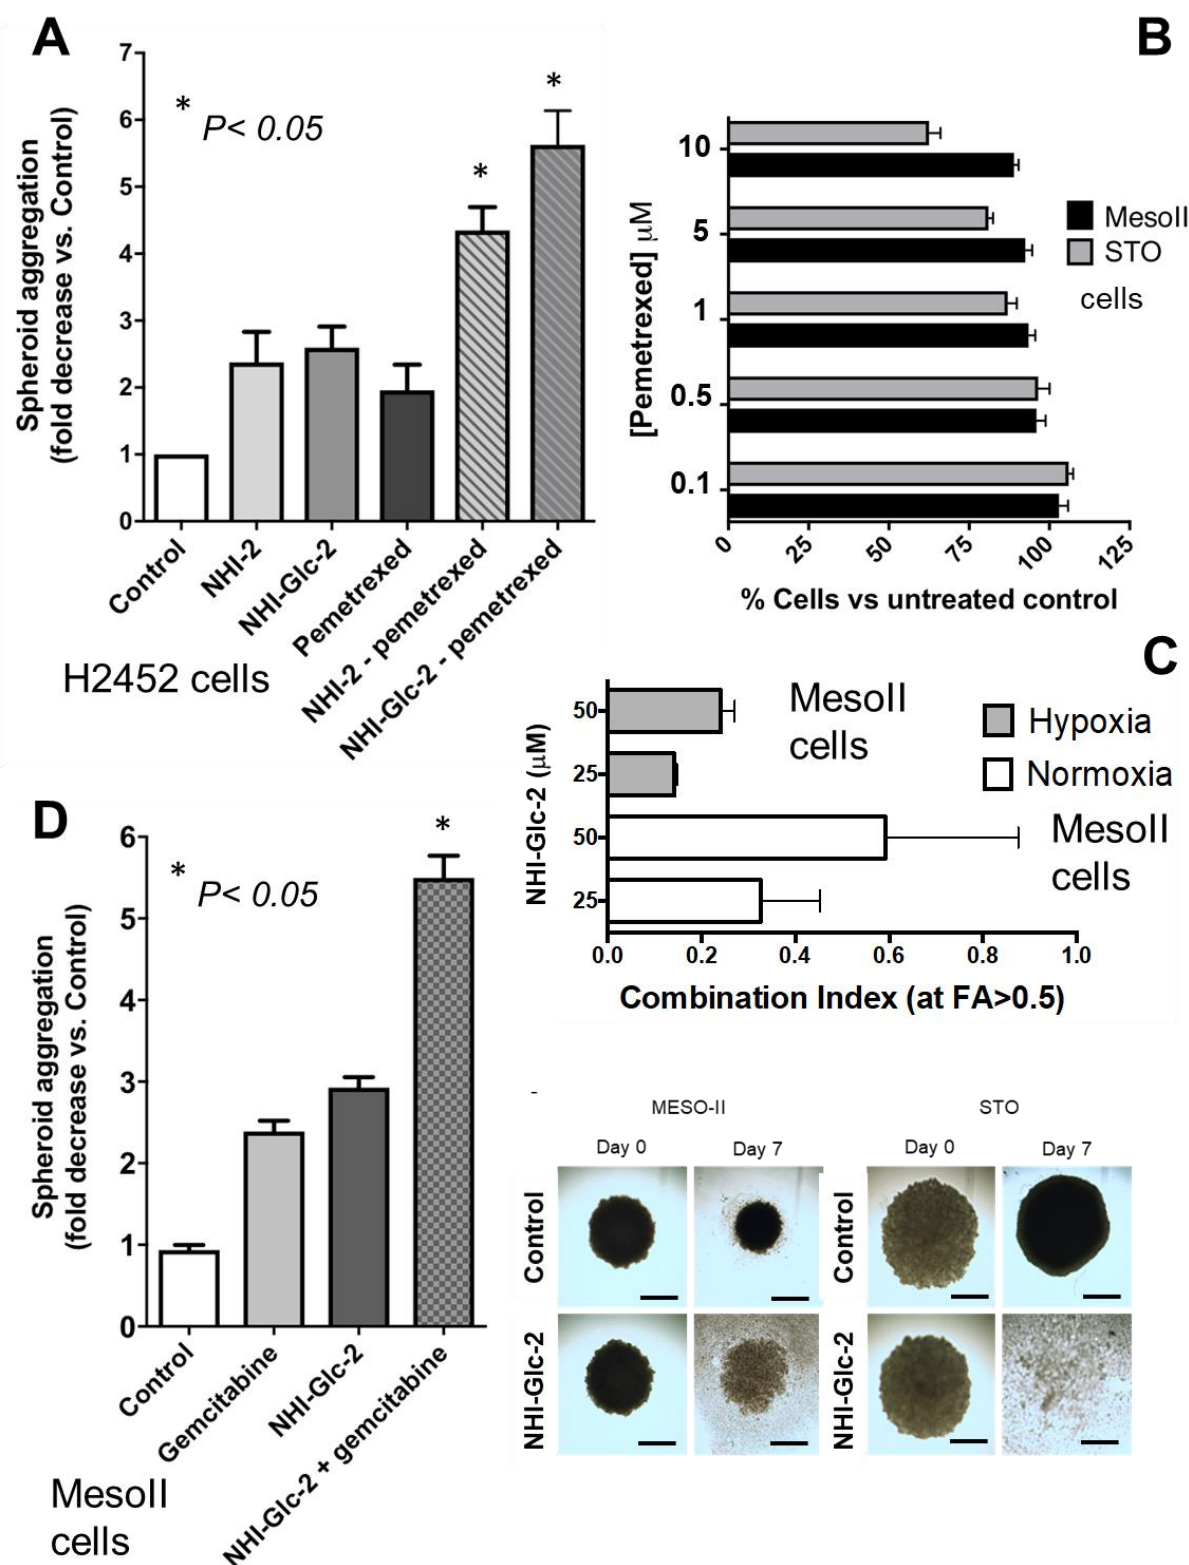 A
Spheroid aggregation
(fold decrease vs. Control)
7
6
5
4
3
2
1
0
*
P< 0.05
*
*
Control
NHI-2
NHI-Glc-2
Pemetrexed
NHI-2 - pemetrexed
NHI-Glc-2 - pemetrexed
H2452 cells
B
[Pemetrexed] μM
10
5
1
0.5
0.1
0
25
50
75
100
125
% Cells vs untreated control
MesoII
STO
cells
C
NHI-Glc-2 (μM)
50
25
50
25
MesoII
cells
Hypoxia
Normoxia
MesoII
cells
0.0
0.2
0.4
0.6
0.8
1.0
Combination Index (at FA>0.5)
D
Spheroid aggregation
(fold decrease vs. Control)
6
5
4
3
2
1
0
*
P< 0.05
*
Control
Gemcitabine
NHI-Glc-2
NHI-Glc-2 + gemcitabine
MesoII
cells
-
MESO-II
STO
Day 0
Day 7
Day 0
Day 7
Control
Control
NHI-Glc-2
NHI-Glc-2